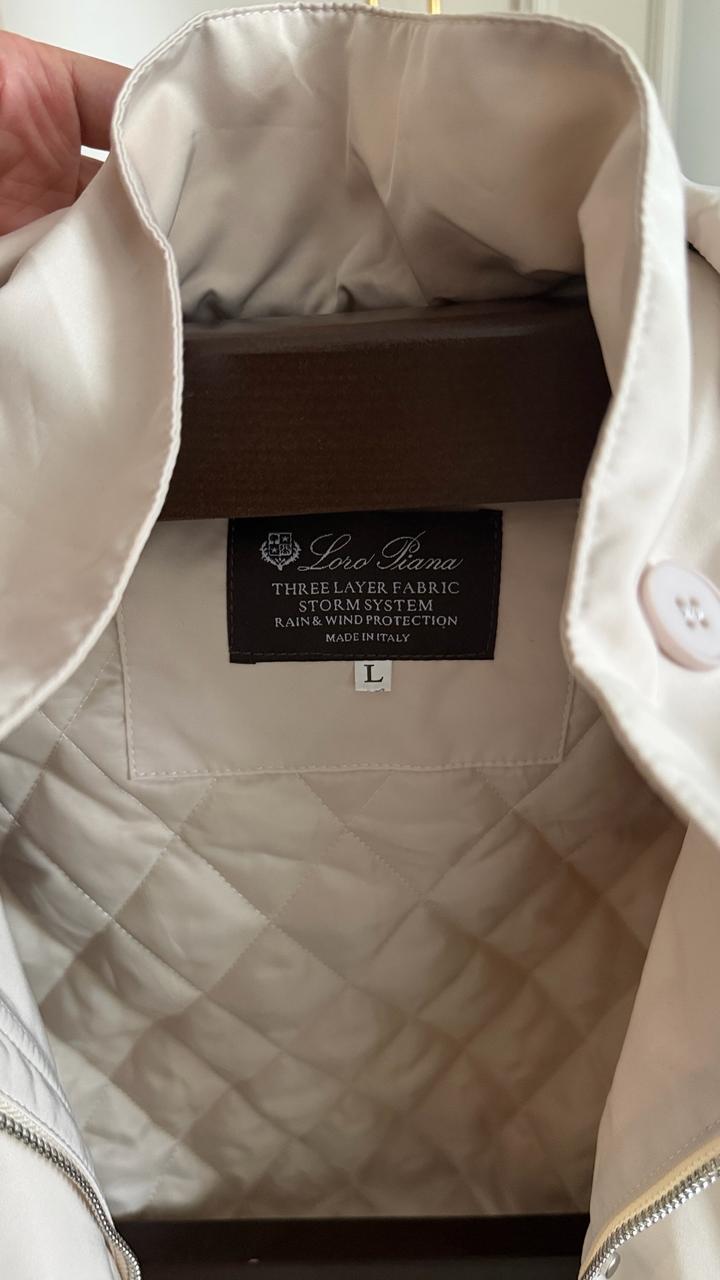 Loro Piana
THREE LAYER FABRIC
STORM SYSTEM
RAIN & WIND PROTECTION
MADE IN ITALY
L